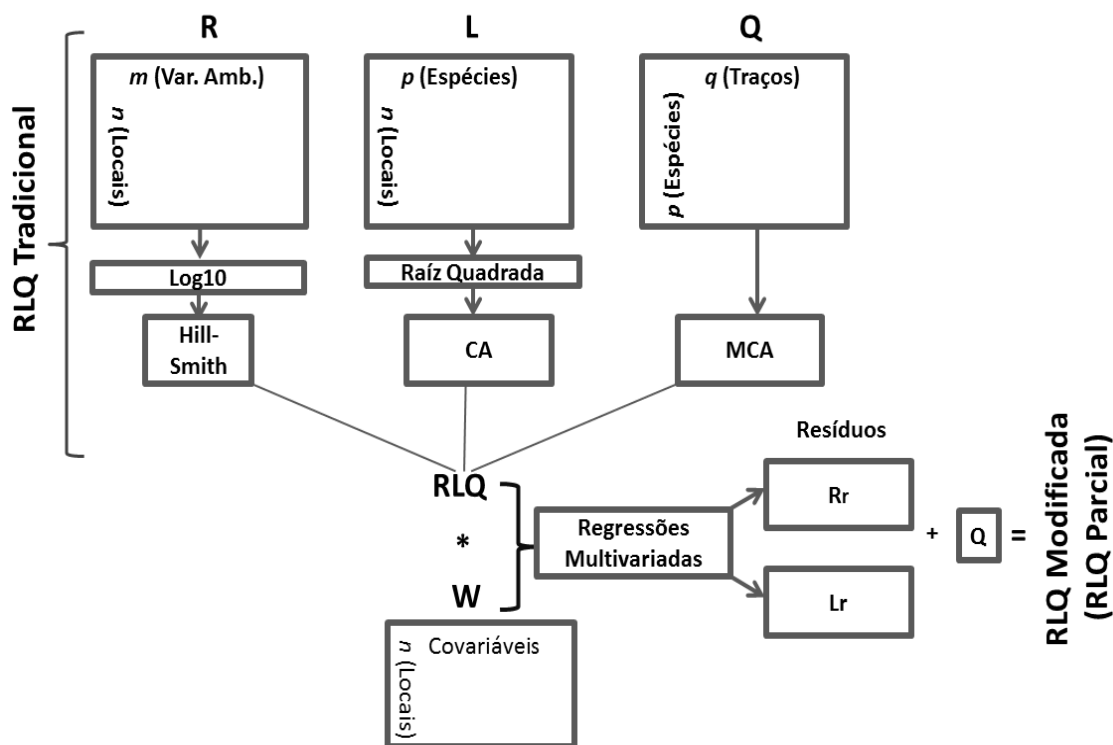 R
L
Q
RLQ Tradicional
m (Var. Amb.)
n (Locais)
p (Espécies)
n (Locais)
q (Traços)
p (Espécies)
Log10
Raíz Quadrada
Hill-
Smith
CA
MCA
RLQ
*
W
Covariáveis
n (Locais)
Regressões
Multivariadas
Resíduos
Rr
Lr
+
Q
=
RLQ Modificada
(RLQ Parcial)